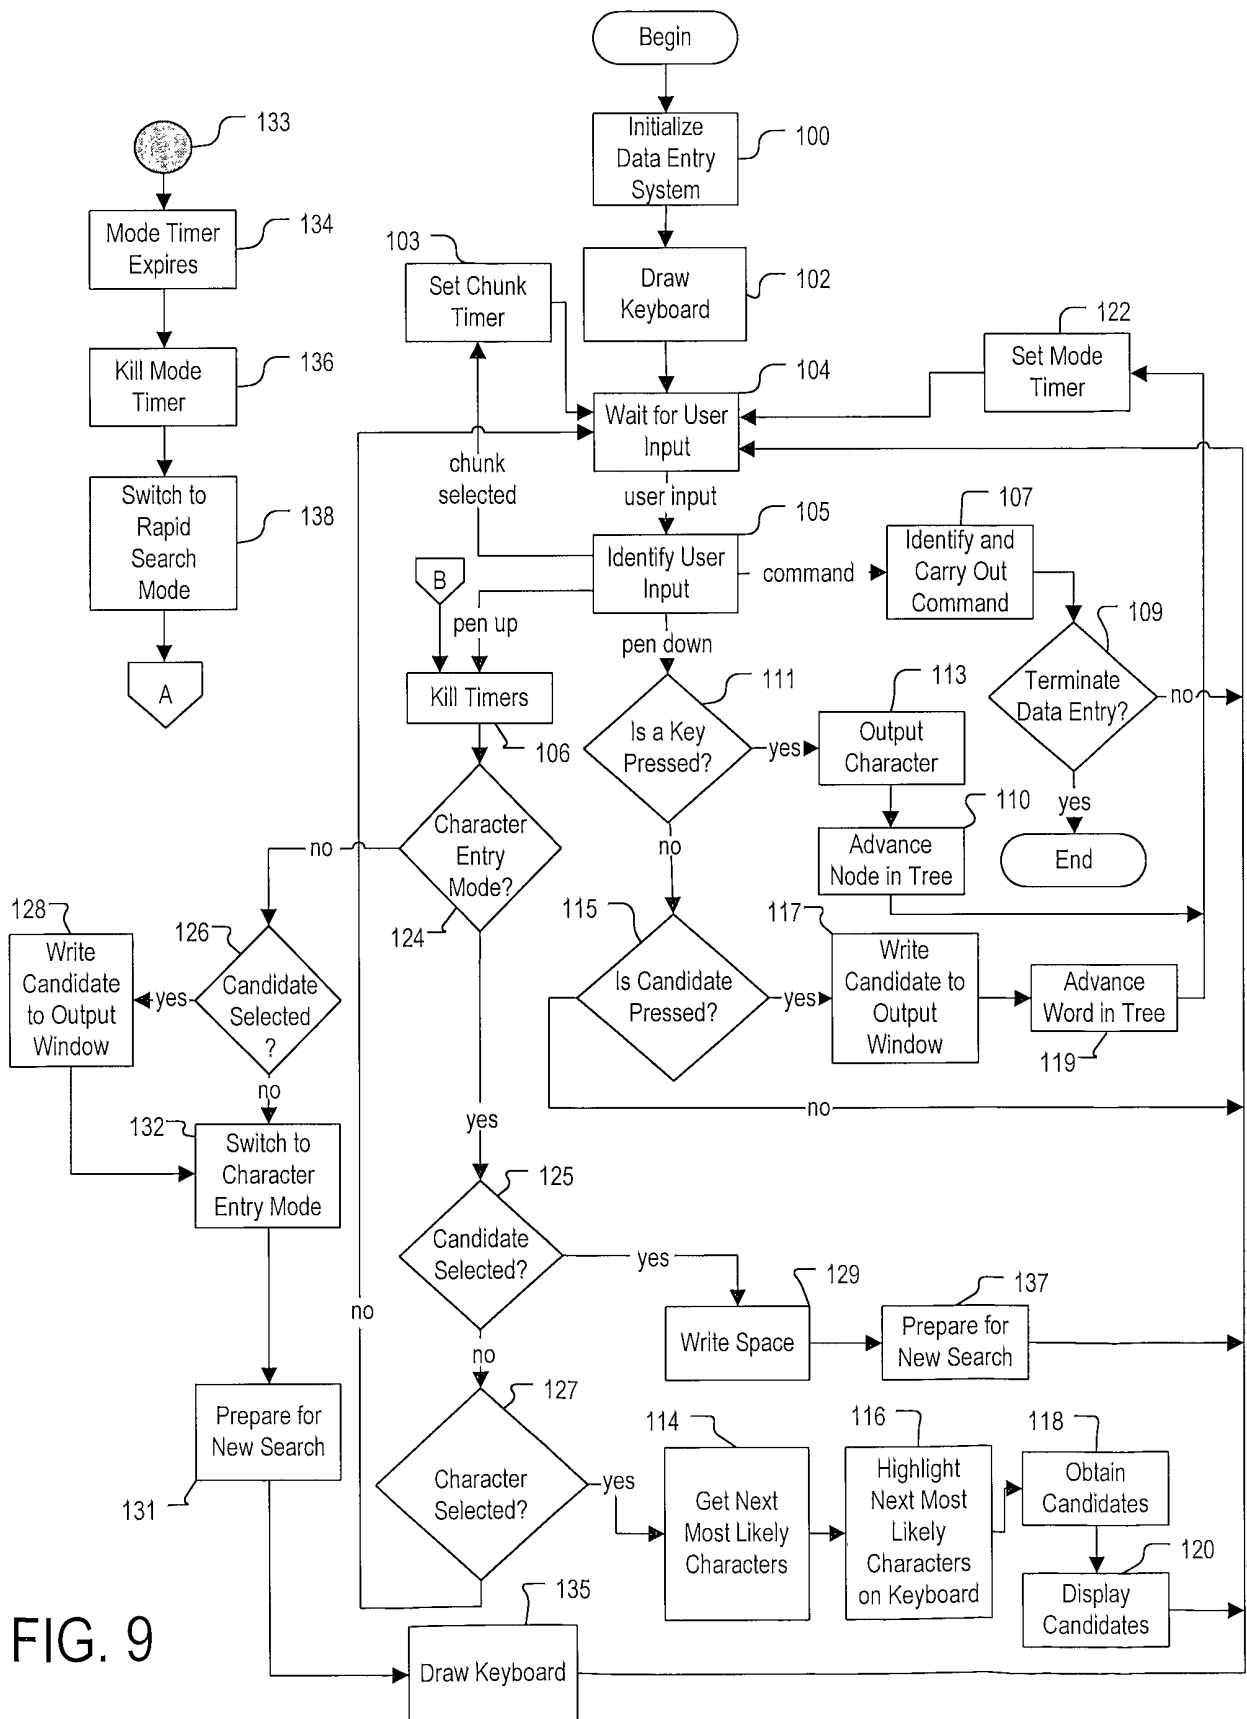 Begin
133
Initialize
Data Entry
System
100
Mode Timer
Expires
134
103
Set Chunk
Timer
Draw
Keyboard
102
122
Set Mode
Timer
Kill Mode
Timer
136
104
Wait for User
Input
chunk
selected
user input
Switch to
Rapid
Search
Mode
138
105
Identify User
Input
command
107
Identify and
Carry Out
Command
B
pen up
pen down
109
A
Kill Timers
106
111
Is a Key
Pressed?
yes
113
Output
Character
Terminate
Data Entry?
no
yes
110
Advance
Node in Tree
End
no
Character
Entry
Mode?
124
no
128
Write
Candidate
to Output
Window
126
yes
Candidate
Selected
?
115
Is Candidate
Pressed?
yes
117
Write
Candidate to
Output
Window
Advance
Word in Tree
119
no
no
132
Switch to
Character
Entry Mode
yes
125
Candidate
Selected?
yes
129
Write Space
137
Prepare for
New Search
no
no
127
Character
Selected?
yes
Prepare for
New Search
131
114
Get Next
Most Likely
Characters
116
Highlight
Next Most
Likely
Characters
on Keyboard
118
Obtain
Candidates
120
Display
Candidates
135
Draw Keyboard
FIG. 9